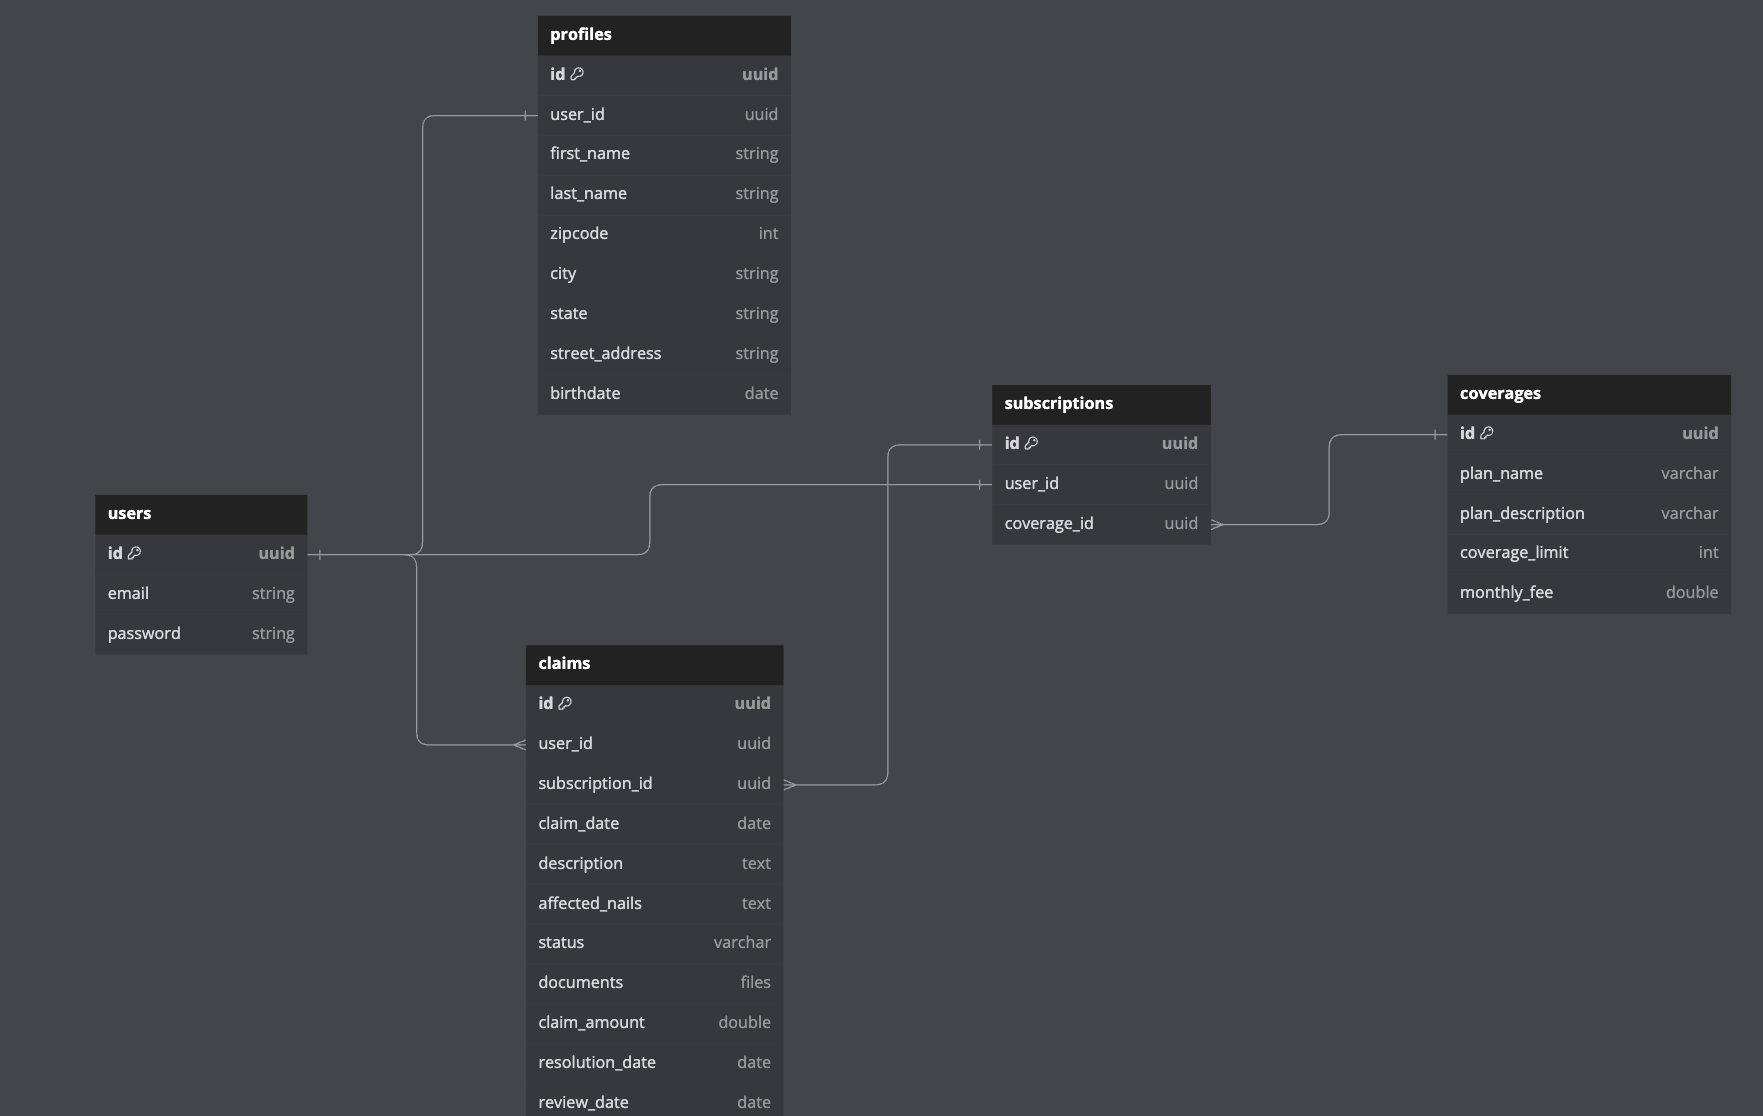 profiles
id uuid
user_id uuid
first_name string
last_name string
zipcode int
city string
state string
street_address string
birthdate date
subscriptions
id uuid
user_id uuid
coverage_id uuid
coverages
id uuid
plan_name varchar
plan_description varchar
coverage_limit int
monthly_fee double
users
id uuid
email string
password string
claims
id uuid
user_id uuid
subscription_id uuid
claim_date date
description text
affected_nails text
status varchar
documents files
claim_amount double
resolution_date date
review_date date